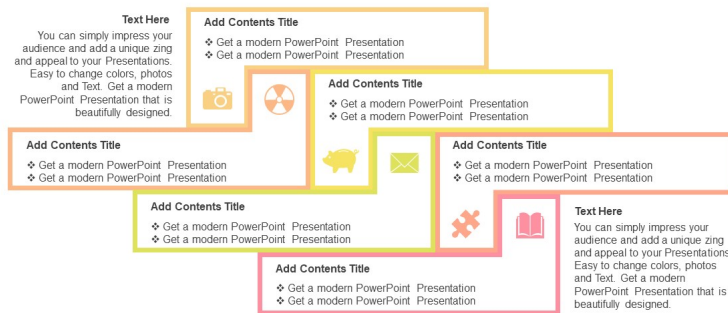 Text Here
You can simply impress your
audience and add a unique zing
and appeal to your Presentations.
Easy to change colors, photos
and Text. Get a modern
PowerPoint Presentation that is
beautifully designed.
Add Contents Title
❖ Get a modern PowerPoint Presentation
❖ Get a modern PowerPoint Presentation
Add Contents Title
❖ Get a modern PowerPoint Presentation
❖ Get a modern PowerPoint Presentation
Add Contents Title
❖ Get a modern PowerPoint Presentation
❖ Get a modern PowerPoint Presentation
Add Contents Title
❖ Get a modern PowerPoint Presentation
❖ Get a modern PowerPoint Presentation
Add Contents Title
❖ Get a modern PowerPoint Presentation
❖ Get a modern PowerPoint Presentation
Add Contents Title
❖ Get a modern PowerPoint Presentation
❖ Get a modern PowerPoint Presentation
Text Here
You can simply impress your
audience and add a unique zing
and appeal to your Presentations
Easy to change colors, photos
and Text. Get a modern
PowerPoint Presentation that is
beautifully designed.